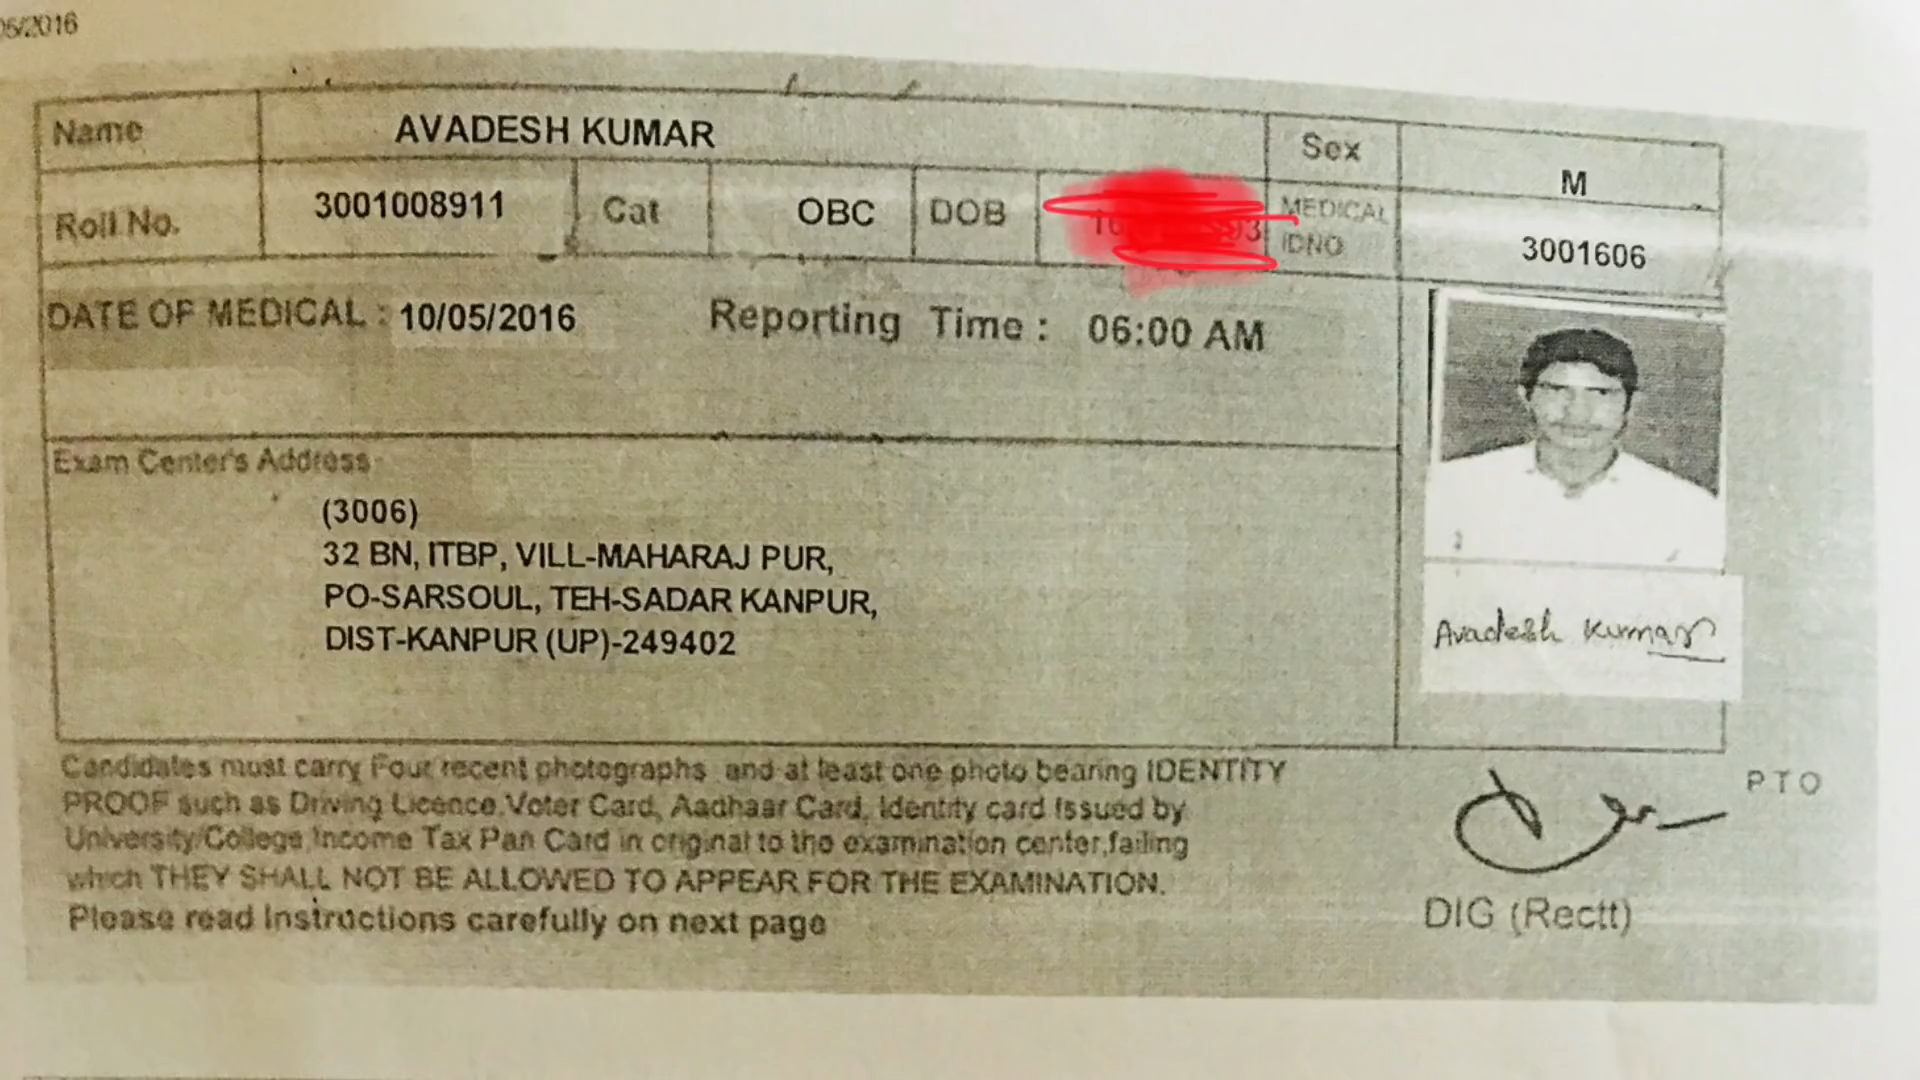 05/2016
Name AVADESH KUMAR Sex M
Roll No. 3001008911 Cat OBC DOB MEDICAL IDNO 3001606
DATE OF MEDICAL : 10/05/2016 Reporting Time : 06:00 AM
Exam Center's Address
(3006)
32 BN, ITBP, VILL-MAHARAJ PUR,
PO-SARSOUL, TEH-SADAR KANPUR,
DIST-KANPUR (UP)-249402
Avadesh Kumar
Candidates must carry Four recent photographs and at least one photo bearing IDENTITY
PROOF such as Driving Licence,Voter Card, Aadhaar Card, Identity card Issued by
University/College,Income Tax Pan Card in original to the examination center,failing
which THEY SHALL NOT BE ALLOWED TO APPEAR FOR THE EXAMINATION.
Please read Instructions carefully on next page
PTO
DIG (Rectt)